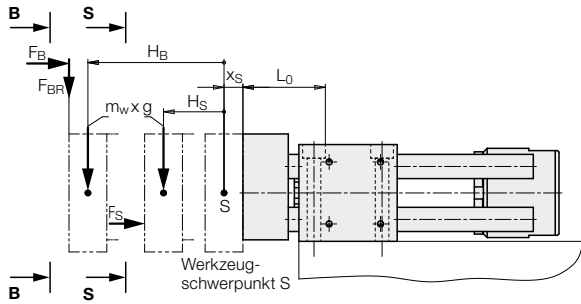 B S
F_B H_B
x_S L_0
F_BR
m_w x g H_S
S
F_S
Werkzeug-
schwerpunkt S
B S